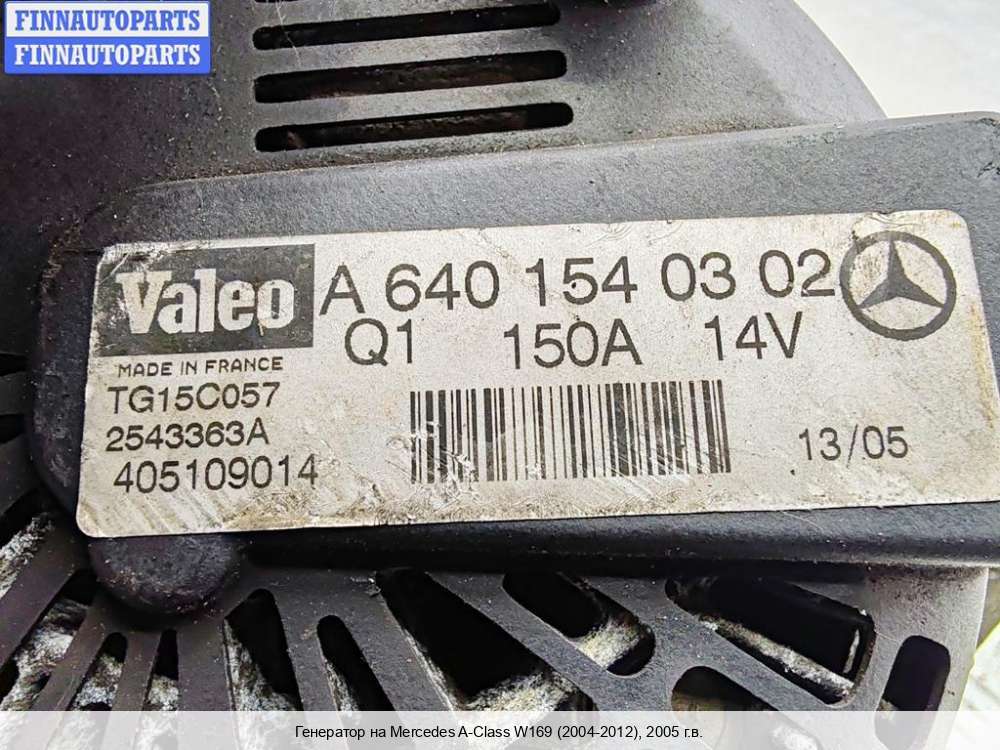 FINNAUTOPARTS
FINNAUTOPARTS
Valeo
A 640 154 03 02
Q1 150A 14V
MADE IN FRANCE
TG15C057
2543363A
405109014
13/05
Генератор на Mercedes A-Class W169 (2004-2012), 2005 г.в.